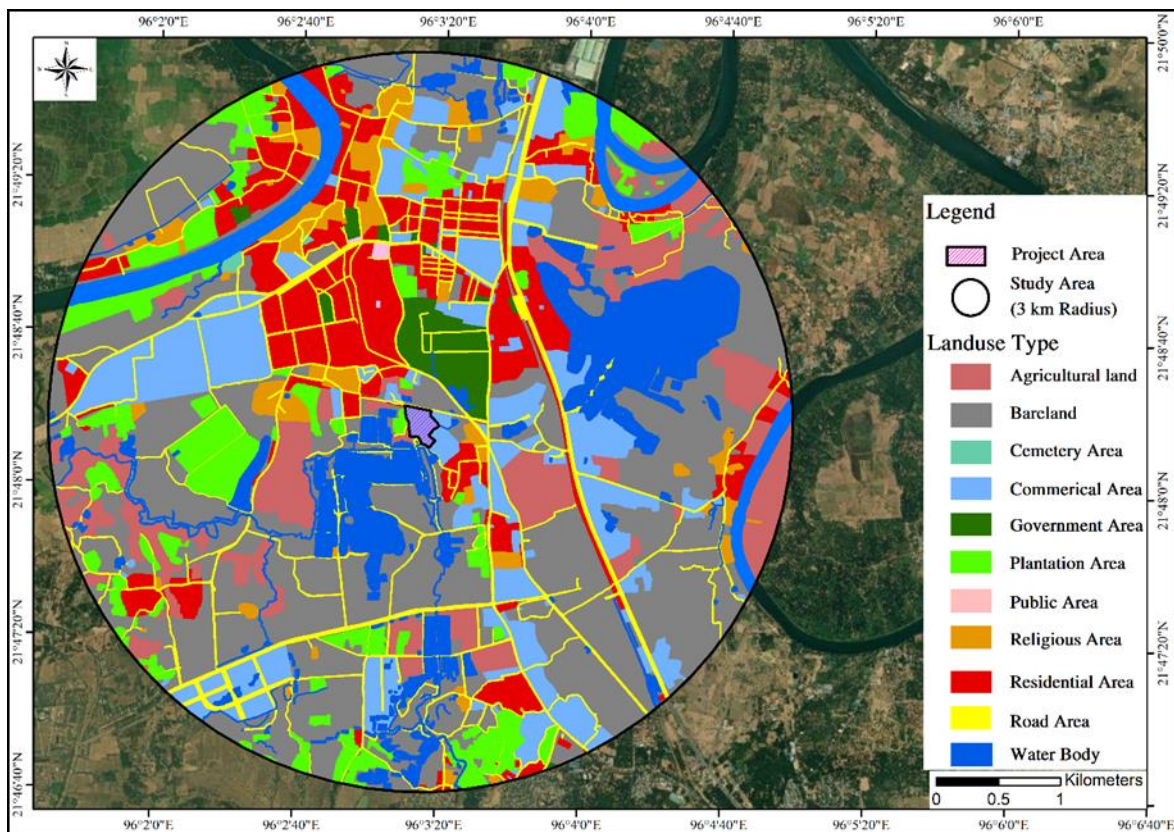 96°2'0"E 96°2'40"E 96°3'20"E 96°4'0"E 96°4'40"E 96°5'20"E 96°6'0"E
21°50'0"N
21°49'20"N
21°49'20"N
21°48'40"N
21°48'40"N
21°48'0"N
21°48'0"N
21°47'20"N
21°47'20"N
21°46'40"N
Legend
Project Area
Study Area
(3 km Radius)
Landuse Type
Agricultural land
Bareland
Cemetery Area
Commerical Area
Government Area
Plantation Area
Public Area
Religious Area
Residential Area
Road Area
Water Body
Kilometers
0 0.5 1
96°2'0"E 96°2'40"E 96°3'20"E 96°4'0"E 96°4'40"E 96°5'20"E 96°6'0"E 96°6'40"E